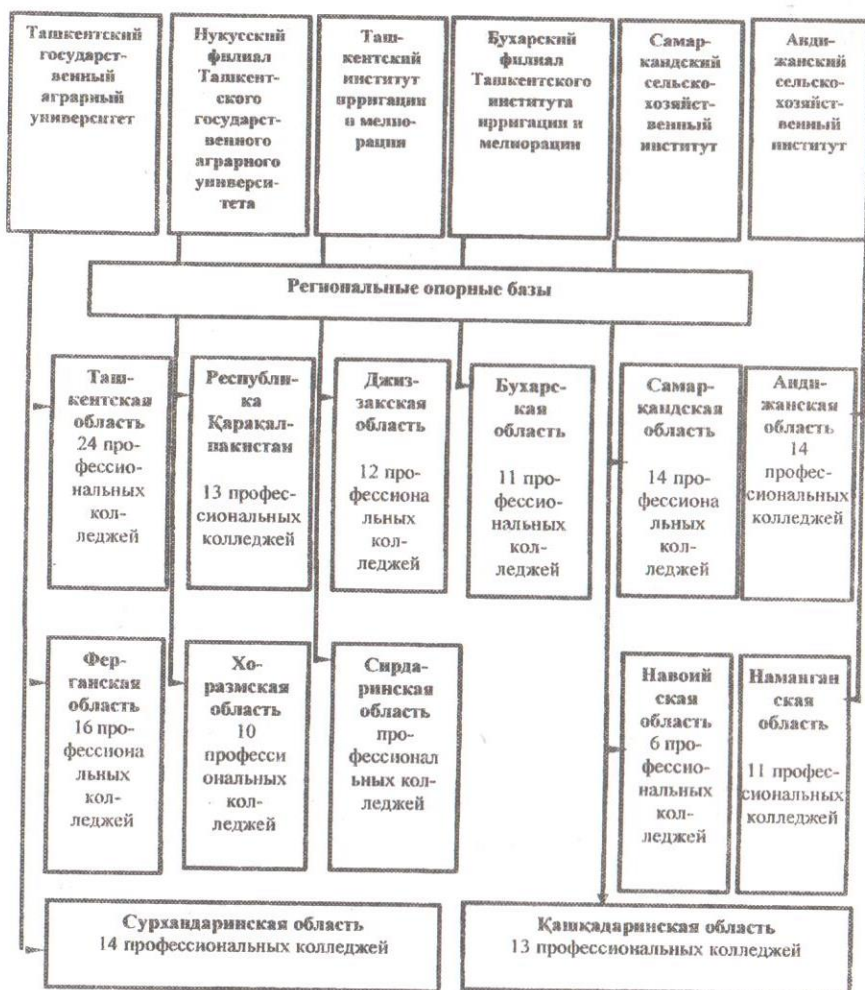 Ташкентский
государст-
венный
аграрный
университет
Нукусский
филиал
Ташкент-
ского
государст-
венного
аграрного
универси-
тета
Таш-
кентский
институт
ирригации
и мелио-
рации
Бухарский
филиал
Ташкентского
института
ирригации и
мелиорации
Самар-
кандский
сельско-
хозяйст-
венный
институт
Анди-
жанский
сельско-
хозяйст-
венный
институт
Региональные опорные базы
Таш-
кентская
область
24 про-
фессио-
нальных
кол-
леджей
Республи-
ка
Қарақал-
пакистан
13 профес-
сиональных
колледжей
Джиз-
закская
область
12 про-
фессиона
льных
кол-
леджей
Бухарс-
кая
область
11 про-
фессио-
нальных
кол-
леджей
Самар-
қандская
область
14 про-
фессиона
льных
кол-
леджей
Анди-
жанская
область
14
профес-
сиональных
колледжей
Фер-
ганская
область
16 про-
фессиона
льных
кол-
леджей
Хо-
размская
область
10
професси
ональных
кол-
леджей
Сирда-
ринская
область
про-
фессионал
ьных кол-
леджей
Навоий
ская
область
6 про-
фессио-
нальных
кол-
леджей
Наманган
ская
область
11 профес-
сиональных
колледжей
Сурхандаринская область
14 профессиональных колледжей
Қашқадаринская область
13 профессиональных колледжей